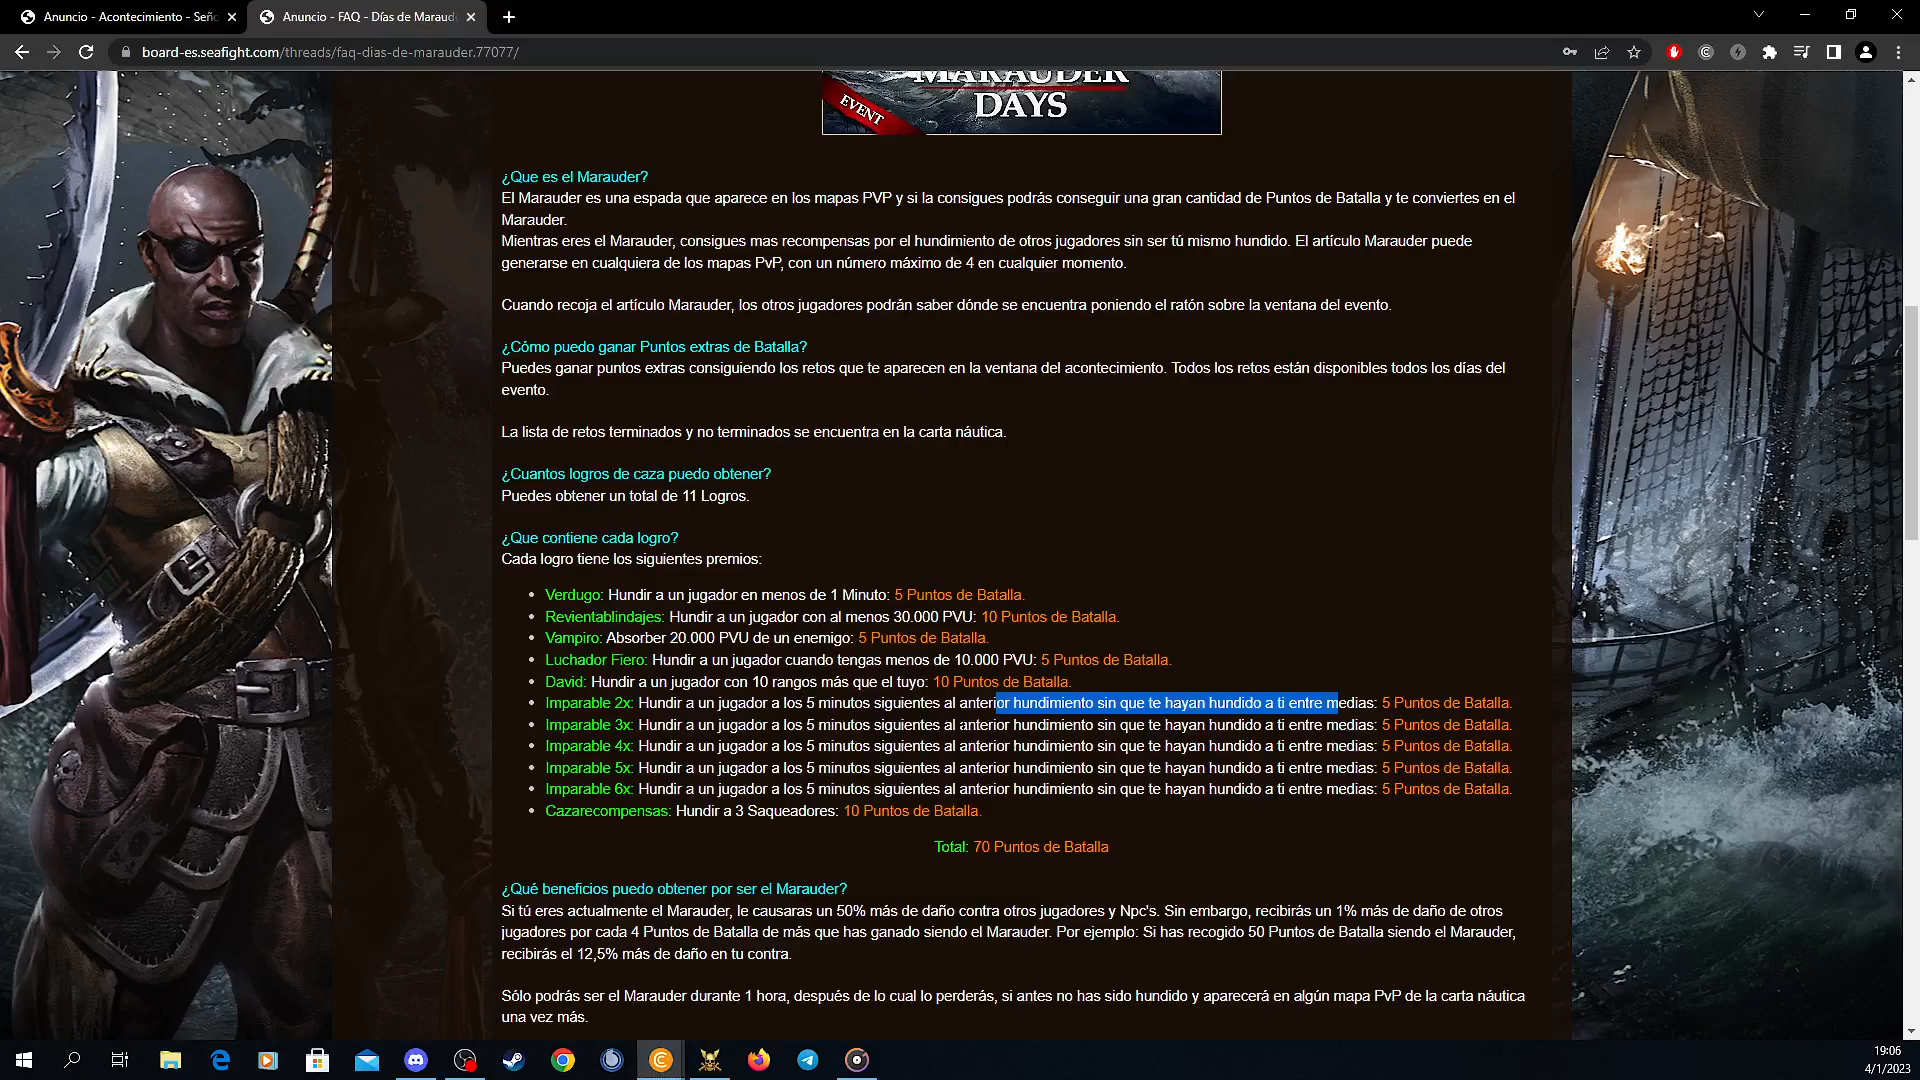 Anuncio - Acontecimiento - Seño
Anuncio - FAQ - Días de Maraude
board-es.seafight.com/threads/faq-dias-de-marauder.77077/
MARAUDER
DAYS
EVENT
¿Que es el Marauder?
El Marauder es una espada que aparece en los mapas PVP y si la consigues podrás conseguir una gran cantidad de Puntos de Batalla y te conviertes en el
Marauder.
Mientras eres el Marauder, consigues mas recompensas por el hundimiento de otros jugadores sin ser tú mismo hundido. El artículo Marauder puede
generarse en cualquiera de los mapas PvP, con un número máximo de 4 en cualquier momento.
Cuando recoja el artículo Marauder, los otros jugadores podrán saber dónde se encuentra poniendo el ratón sobre la ventana del evento.
¿Cómo puedo ganar Puntos extras de Batalla?
Puedes ganar puntos extras consiguiendo los retos que te aparecen en la ventana del acontecimiento. Todos los retos están disponibles todos los días del
evento.
La lista de retos terminados y no terminados se encuentra en la carta náutica.
¿Cuantos logros de caza puedo obtener?
Puedes obtener un total de 11 Logros.
¿Que contiene cada logro?
Cada logro tiene los siguientes premios:
Verdugo: Hundir a un jugador en menos de 1 Minuto: 5 Puntos de Batalla.
Revientablindajes: Hundir a un jugador con al menos 30.000 PVU: 10 Puntos de Batalla.
Vampiro: Absorber 20.000 PVU de un enemigo: 5 Puntos de Batalla.
Luchador Fiero: Hundir a un jugador cuando tengas menos de 10.000 PVU: 5 Puntos de Batalla.
David: Hundir a un jugador con 10 rangos más que el tuyo: 10 Puntos de Batalla.
Imparable 2x: Hundir a un jugador a los 5 minutos siguientes al anterior hundimiento sin que te hayan hundido a ti entre medias: 5 Puntos de Batalla.
Imparable 3x: Hundir a un jugador a los 5 minutos siguientes al anterior hundimiento sin que te hayan hundido a ti entre medias: 5 Puntos de Batalla.
Imparable 4x: Hundir a un jugador a los 5 minutos siguientes al anterior hundimiento sin que te hayan hundido a ti entre medias: 5 Puntos de Batalla.
Imparable 5x: Hundir a un jugador a los 5 minutos siguientes al anterior hundimiento sin que te hayan hundido a ti entre medias: 5 Puntos de Batalla.
Imparable 6x: Hundir a un jugador a los 5 minutos siguientes al anterior hundimiento sin que te hayan hundido a ti entre medias: 5 Puntos de Batalla.
Cazarecompensas: Hundir a 3 Saqueadores: 10 Puntos de Batalla.
Total: 70 Puntos de Batalla
¿Qué beneficios puedo obtener por ser el Marauder?
Si tú eres actualmente el Marauder, le causaras un 50% más de daño contra otros jugadores y Npc's. Sin embargo, recibirás un 1% más de daño de otros
jugadores por cada 4 Puntos de Batalla de más que has ganado siendo el Marauder. Por ejemplo: Si has recogido 50 Puntos de Batalla siendo el Marauder,
recibirás el 12,5% más de daño en tu contra.
Sólo podrás ser el Marauder durante 1 hora, después de lo cual lo perderás, si antes no has sido hundido y aparecerá en algún mapa PvP de la carta náutica
una vez más.
19:06
4/1/2023